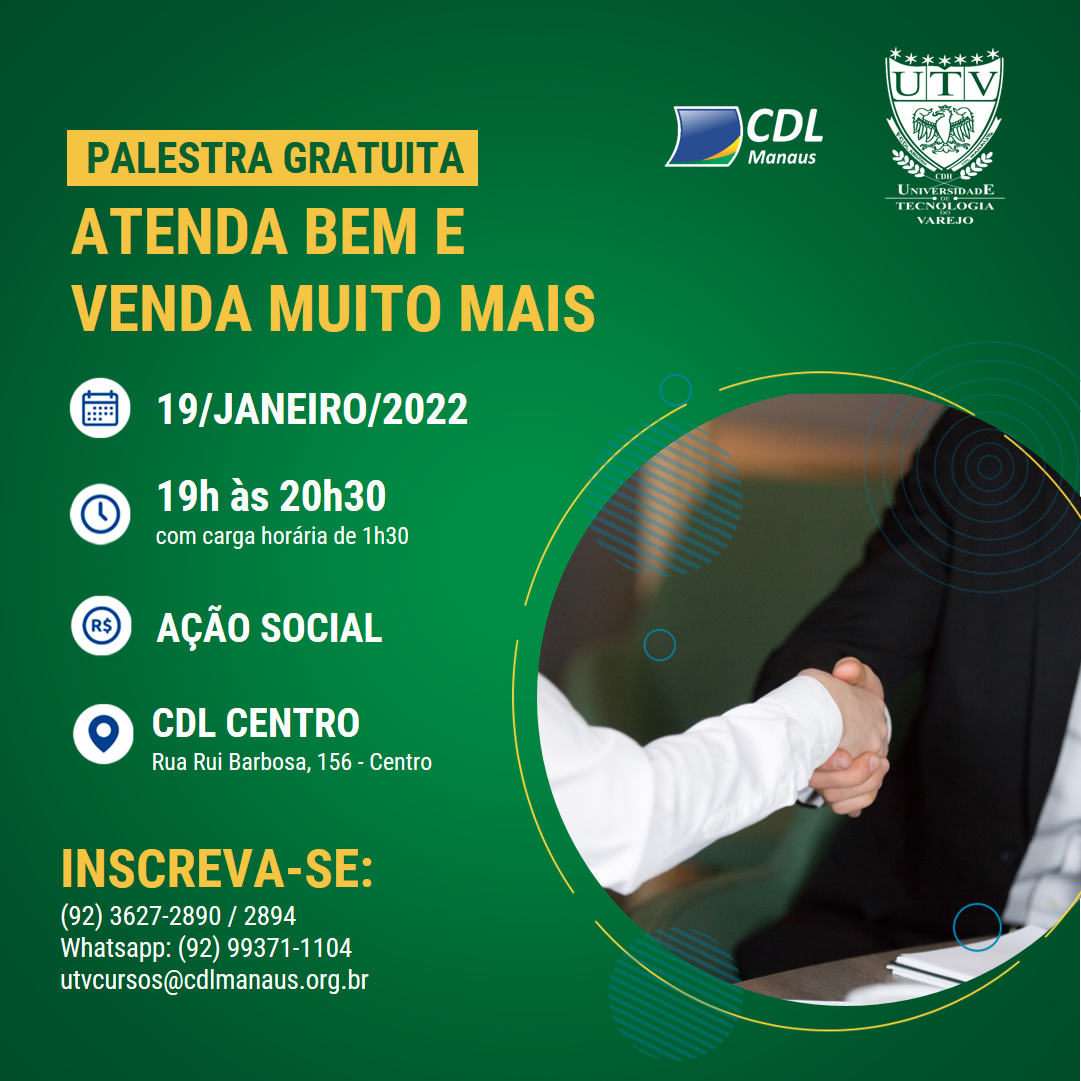 PALESTRA GRATUITA
ATENDA BEM E
VENDA MUITO MAIS
CDL
Manaus
UTV
CDH
UNIVERSIDADE
DE
TECNOLOGIA
DO
VAREJO
19/JANEIRO/2022
19h às 20h30
com carga horária de 1h30
R$
AÇÃO SOCIAL
CDL CENTRO
Rua Rui Barbosa, 156 - Centro
INSCREVA-SE:
(92) 3627-2890 / 2894
Whatsapp: (92) 99371-1104
utvcursos@cdlmanaus.org.br